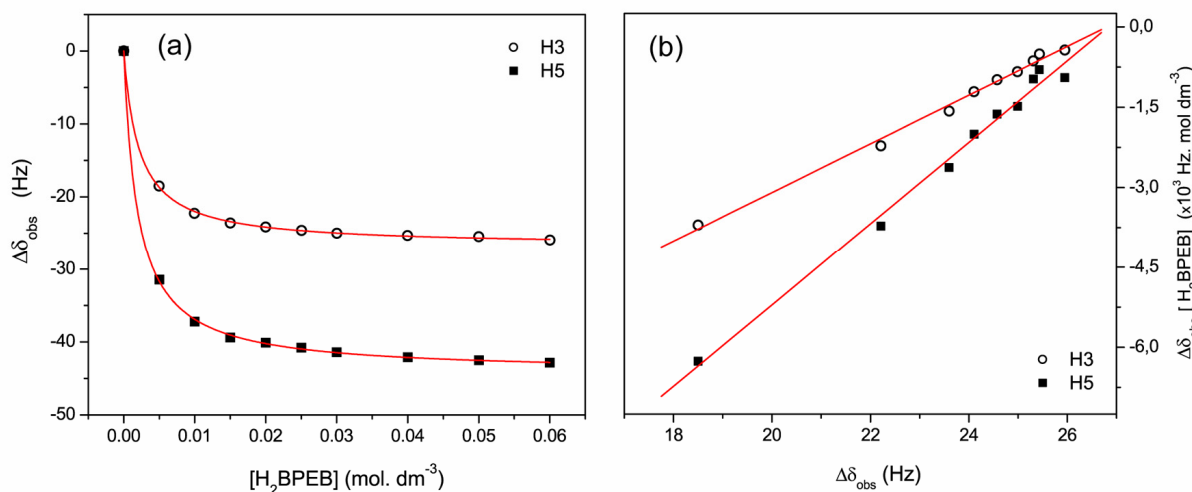 (a)
H3
H5
0
-10
-20
-30
-40
-50
Δδobs (Hz)
0.00 0.01 0.02 0.03 0.04 0.05 0.06
[H₂BPEB] (mol. dm⁻³)
(b)
0,0
-1,5
-3,0
-4,5
-6,0
Δδobs [ H₂BPEB] (x10³ Hz. mol dm⁻³)
H3
H5
18 20 22 24 26
Δδobs (Hz)